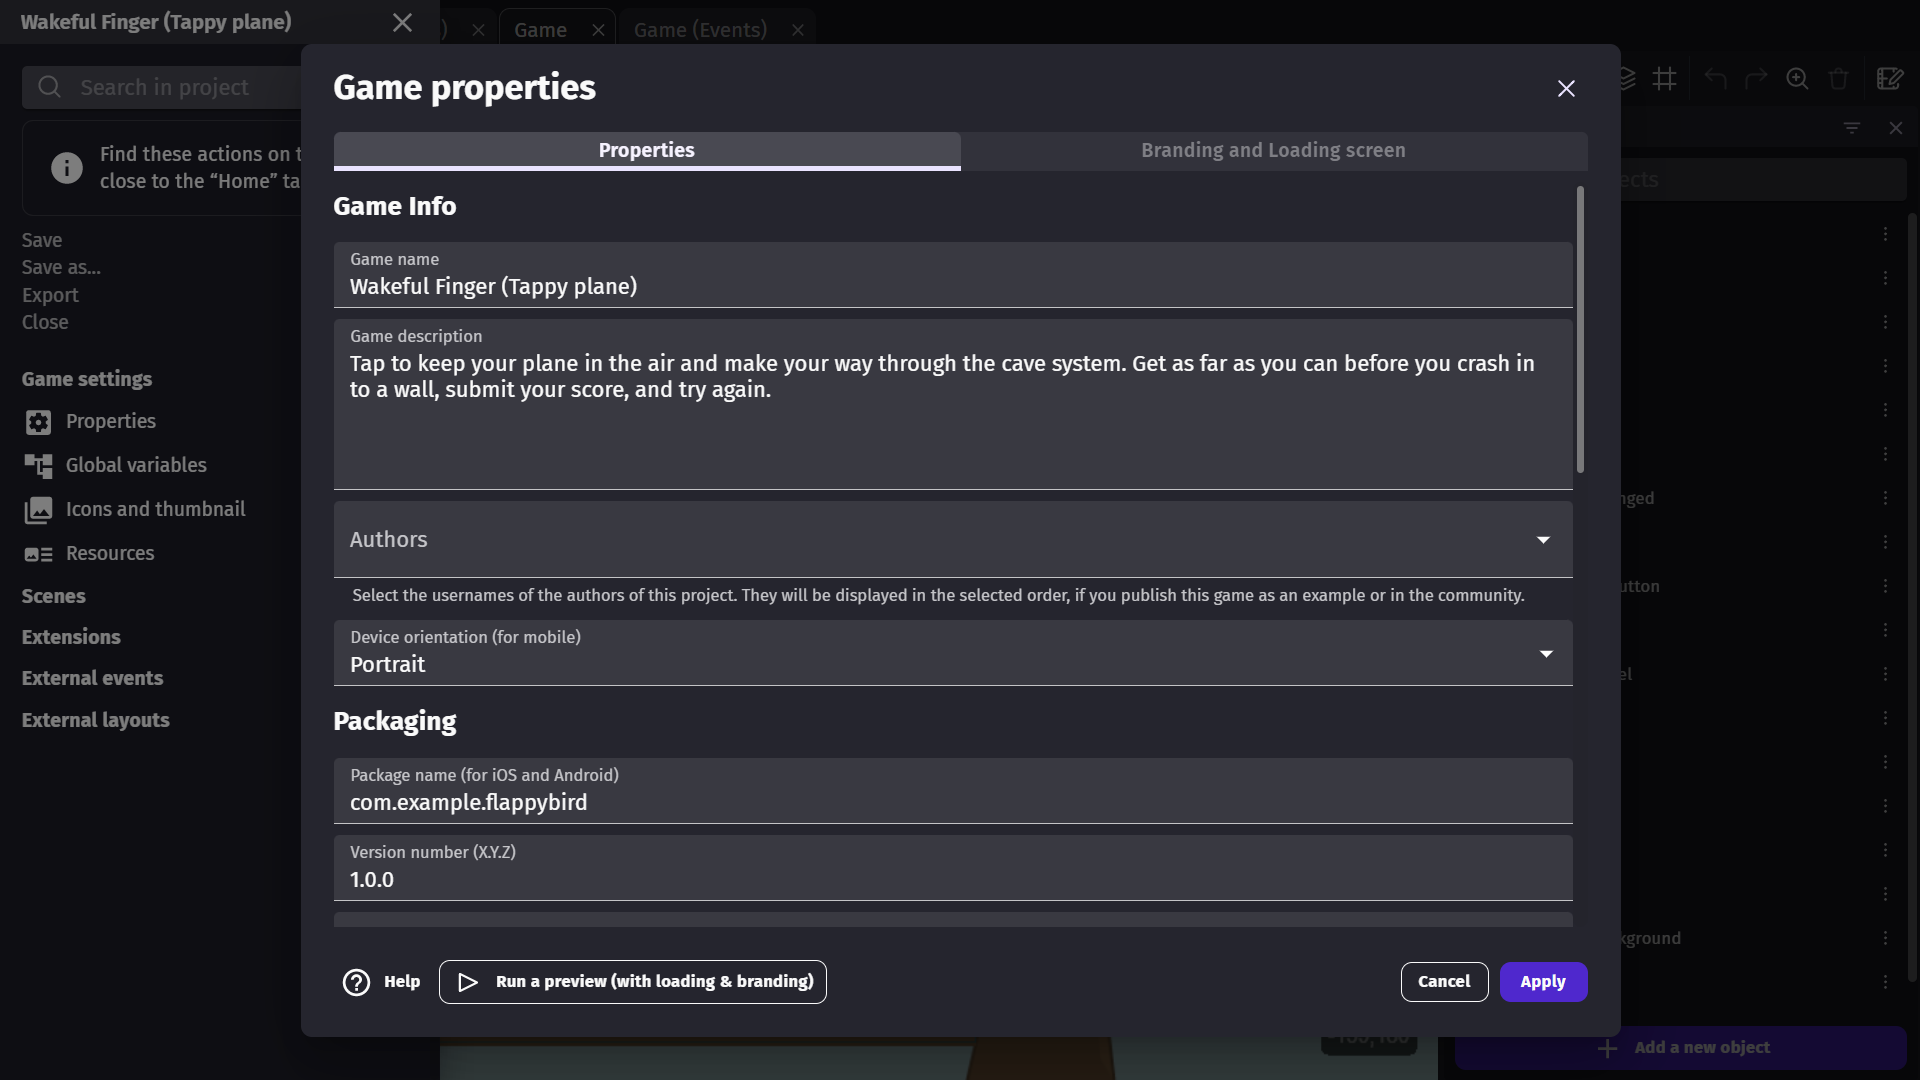 Wakeful Finger (Tappy plane)
Game
Game (Events)
Search in project
Find these actions on t
close to the “Home” ta
Save
Save as...
Export
Close
Game settings
Properties
Global variables
Icons and thumbnail
Resources
Scenes
Extensions
External events
External layouts
Game properties
Properties
Branding and Loading screen
Game Info
Game name
Wakeful Finger (Tappy plane)
Game description
Tap to keep your plane in the air and make your way through the cave system. Get as far as you can before you crash in
to a wall, submit your score, and try again.
Authors
Select the usernames of the authors of this project. They will be displayed in the selected order, if you publish this game as an example or in the community.
Device orientation (for mobile)
Portrait
Packaging
Package name (for iOS and Android)
com.example.flappybird
Version number (X.Y.Z)
1.0.0
Help
Run a preview (with loading & branding)
Cancel
Apply
ects
nged
utton
el
kground
Add a new object